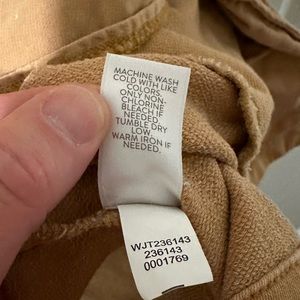 MACHINE WASH
COLD WITH LIKE
COLORS.
ONLY NON-
CHLORINE
BLEACH IF
NEEDED
TUMBLE DRY
LOW
WARM IRON IF
NEEDED.
WJT236143
236143
0001769